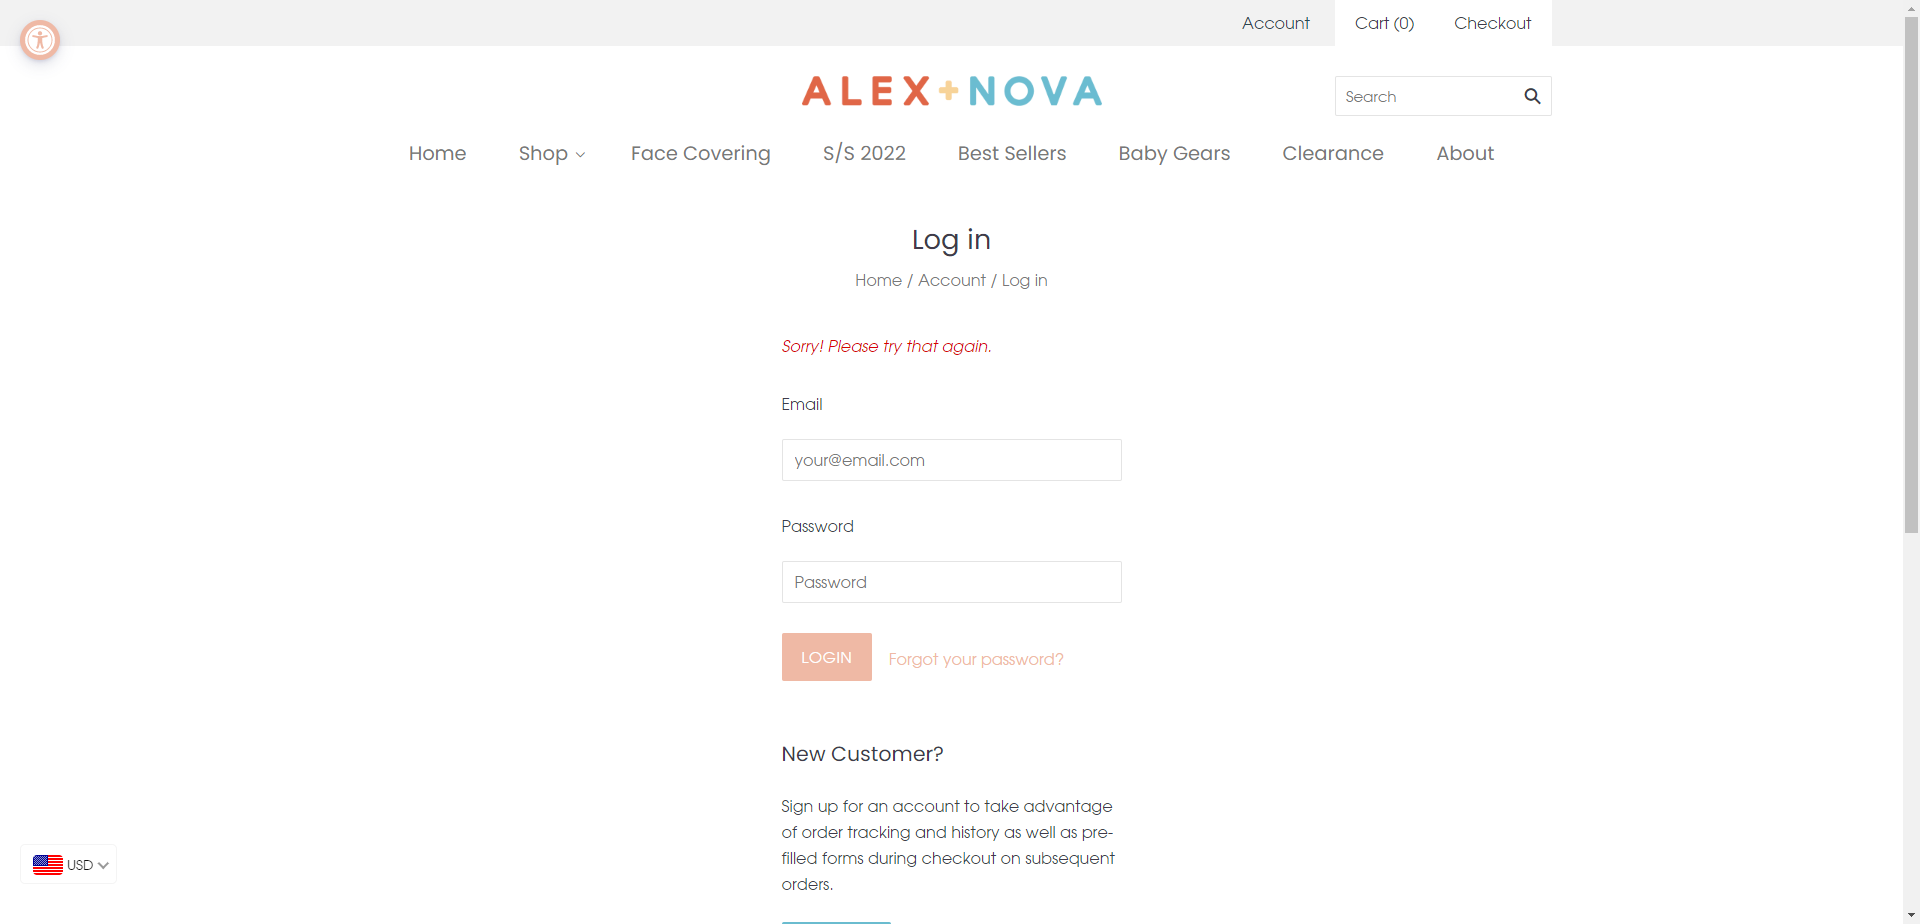 Account
Cart (0)
Checkout
ALEX+NOVA
Search
Home
Shop
Face Covering
S/S 2022
Best Sellers
Baby Gears
Clearance
About
Log in
Home / Account / Log in
Sorry! Please try that again.
Email
your@email.com
Password
Password
LOGIN
Forgot your password?
New Customer?
Sign up for an account to take advantage
of order tracking and history as well as pre-
filled forms during checkout on subsequent
orders.
USD